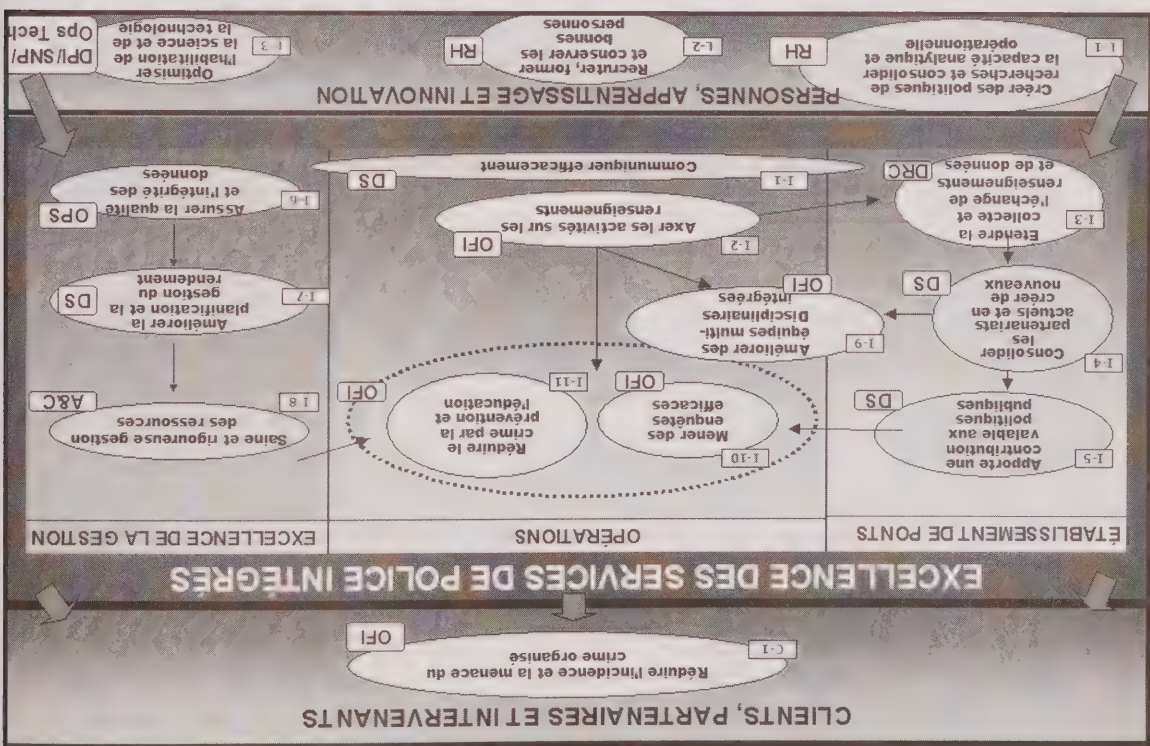 CLIENTS, PARTENAIRES ET INTERVENANTS
C-1
Réduire l'incidence et la menace du
crime organisé
OFI
EXCELLENCE DES SERVICES DE POLICE INTÉGRÉS
ÉTABLISSEMENT DE PONTS
OPÉRATIONS
EXCELLENCE DE LA GESTION
I-5
Apporte une
contribution
valable aux
politiques
publiques
DS
I-4
Consolider
les
partenariats
actuels et en
créer de
nouveaux
DS
I-3
Étendre la
collecte et
l'échange de
renseignements
et de données
DRC
I-10
Mener des
enquêtes
efficaces
OFI
I-11
Réduire le
crime par la
prévention et
l'éducation
OFI
I-9
Améliorer des
équipes multi-
Disciplinaires
intégrées
OFI
I-2
Axer les activités sur les
renseignements
OFI
I-1
Communiquer efficacement
DS
I 8
Saine et rigoureuse gestion
des ressources
A&C
I-7
Améliorer la
planification et la
gestion du
rendement
DS
I-6
Assurer la qualité
et l'intégrité des
données
OPS
PERSONNES, APPRENTISSAGE ET INNOVATION
L-1
Créer des politiques de
recherches et consolider
la capacité analytique et
opérationnelle
RH
L-2
Recruter, former
et conserver les
bonnes
personnes
RH
L-3
Optimiser
l'habilitation de
la science et de
la technologie
DPI/SNP/
Ops Tech